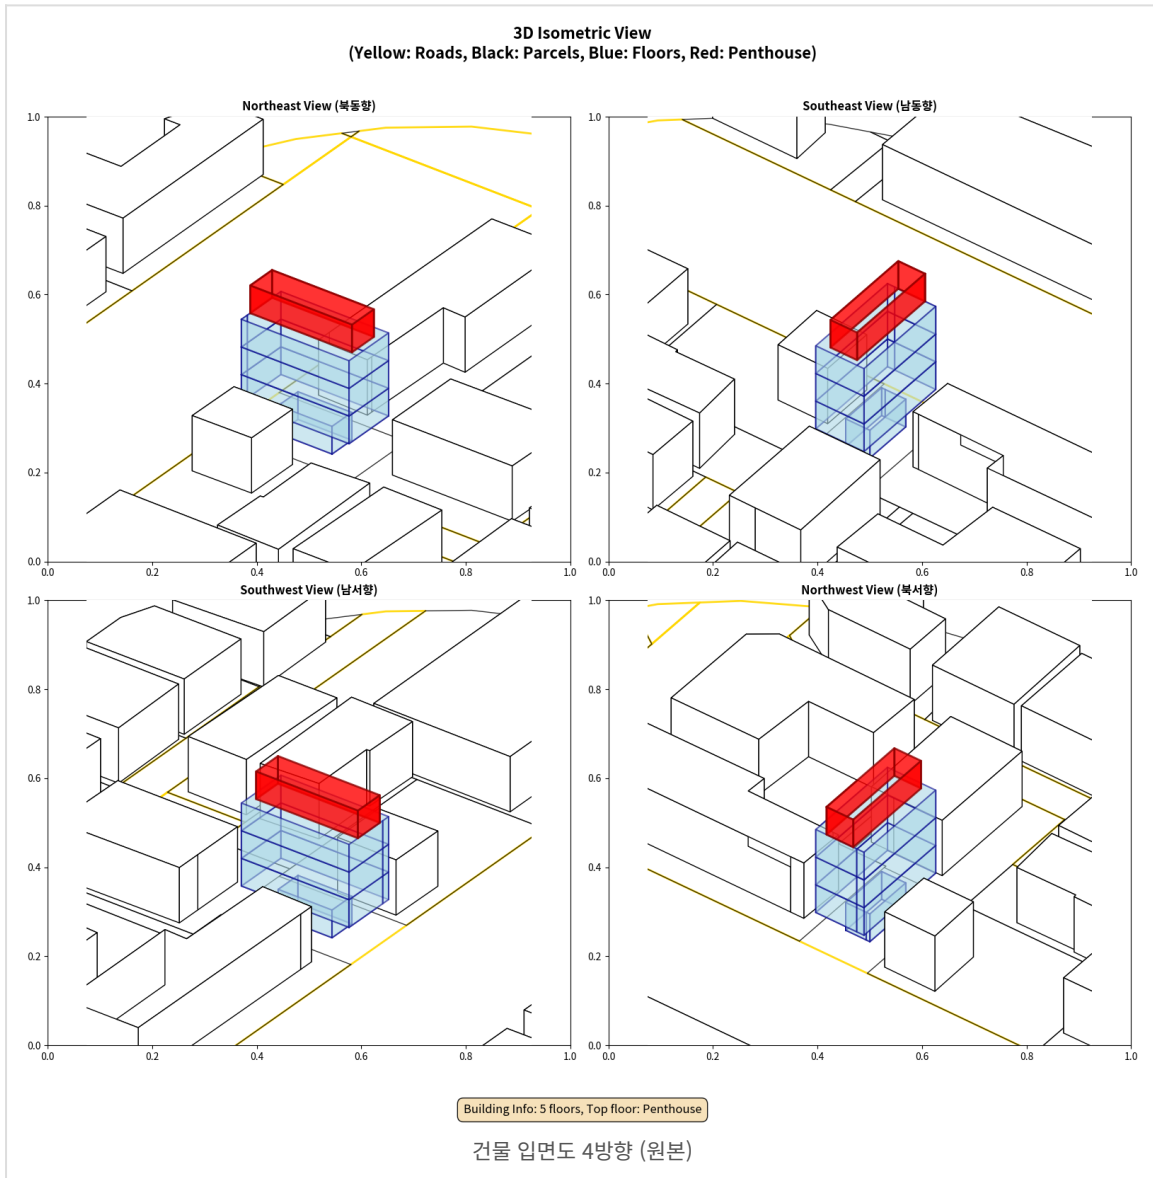 3D Isometric View
(Yellow: Roads, Black: Parcels, Blue: Floors, Red: Penthouse)
Northeast View (북동향)
1.0
0.8
0.6
0.4
0.2
0.0
0.0 0.2 0.4 0.6 0.8 1.0
Southeast View (남동향)
1.0
0.8
0.6
0.4
0.2
0.0
0.0 0.2 0.4 0.6 0.8 1.0
Southwest View (남서향)
1.0
0.8
0.6
0.4
0.2
0.0
0.0 0.2 0.4 0.6 0.8 1.0
Northwest View (북서향)
1.0
0.8
0.6
0.4
0.2
0.0
0.0 0.2 0.4 0.6 0.8 1.0
Building Info: 5 floors, Top floor: Penthouse
건물 입면도 4방향 (원본)